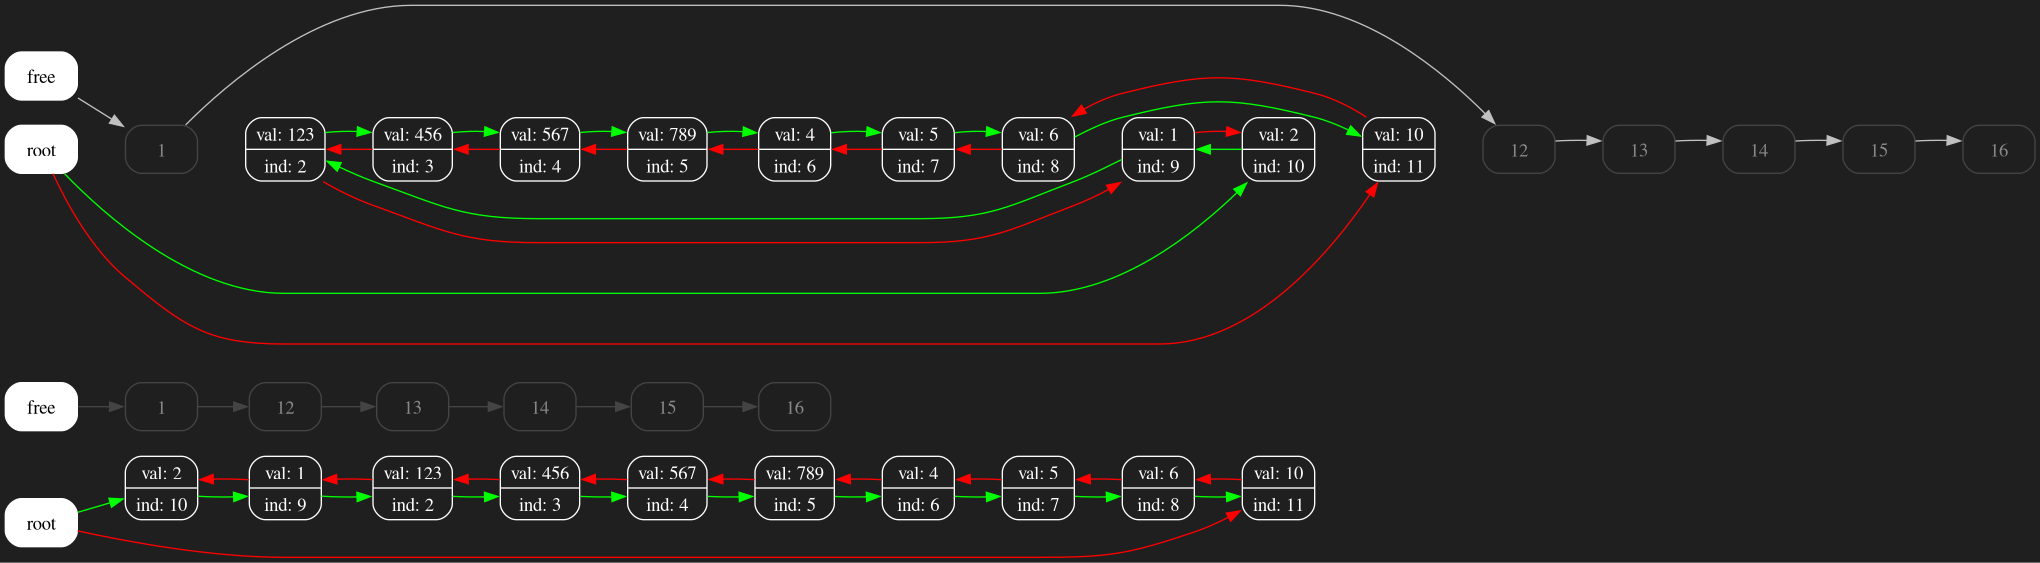 free
root
1
val: 123
ind: 2
val: 456
ind: 3
val: 567
ind: 4
val: 789
ind: 5
val: 4
ind: 6
val: 5
ind: 7
val: 6
ind: 8
val: 1
ind: 9
val: 2
ind: 10
val: 10
ind: 11
12
13
14
15
16
free
1
12
13
14
15
16
root
val: 2
ind: 10
val: 1
ind: 9
val: 123
ind: 2
val: 456
ind: 3
val: 567
ind: 4
val: 789
ind: 5
val: 4
ind: 6
val: 5
ind: 7
val: 6
ind: 8
val: 10
ind: 11